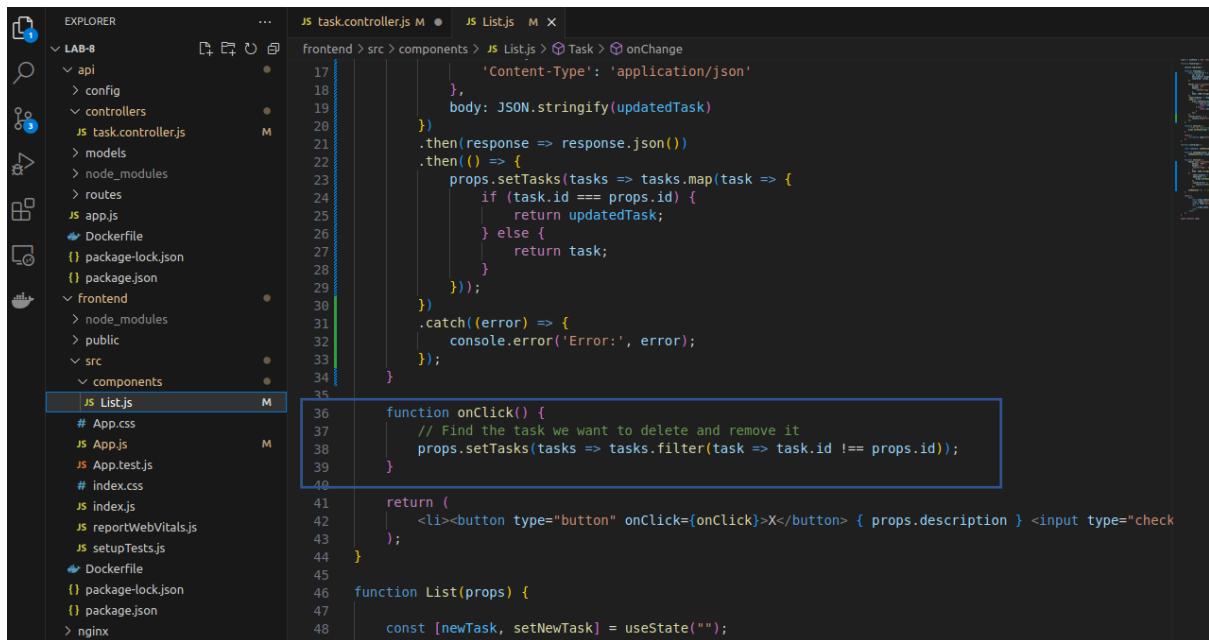 EXPLORER
LAB-8
api
config
controllers
JS task.controller.js M
models
node_modules
routes
JS app.js
Dockerfile
{} package-lock.json
{} package.json
frontend
node_modules
public
src
components
JS List.js M
# App.css
JS App.js M
JS App.test.js
# index.css
JS index.js
JS reportWebVitals.js
JS setupTests.js
Dockerfile
{} package-lock.json
{} package.json
nginx
1
3
JS task.controller.js M
JS List.js M
frontend > src > components > JS List.js > Task > onChange
17 'Content-Type': 'application/json'
18 },
19 body: JSON.stringify(updatedTask)
20 })
21 .then(response => response.json())
22 .then(() => {
23 props.setTasks(tasks => tasks.map(task => {
24 if (task.id === props.id) {
25 return updatedTask;
26 } else {
27 return task;
28 }
29 }));
30 })
31 .catch((error) => {
32 console.error('Error:', error);
33 });
34 }
35
36 function onClick() {
37 // Find the task we want to delete and remove it
38 props.setTasks(tasks => tasks.filter(task => task.id !== props.id));
39 }
40
41 return (
42 <li><button type="button" onClick={onClick}>X</button> { props.description } <input type="check
43 );
44 }
45
46 function List(props) {
47
48 const [newTask, setNewTask] = useState("");